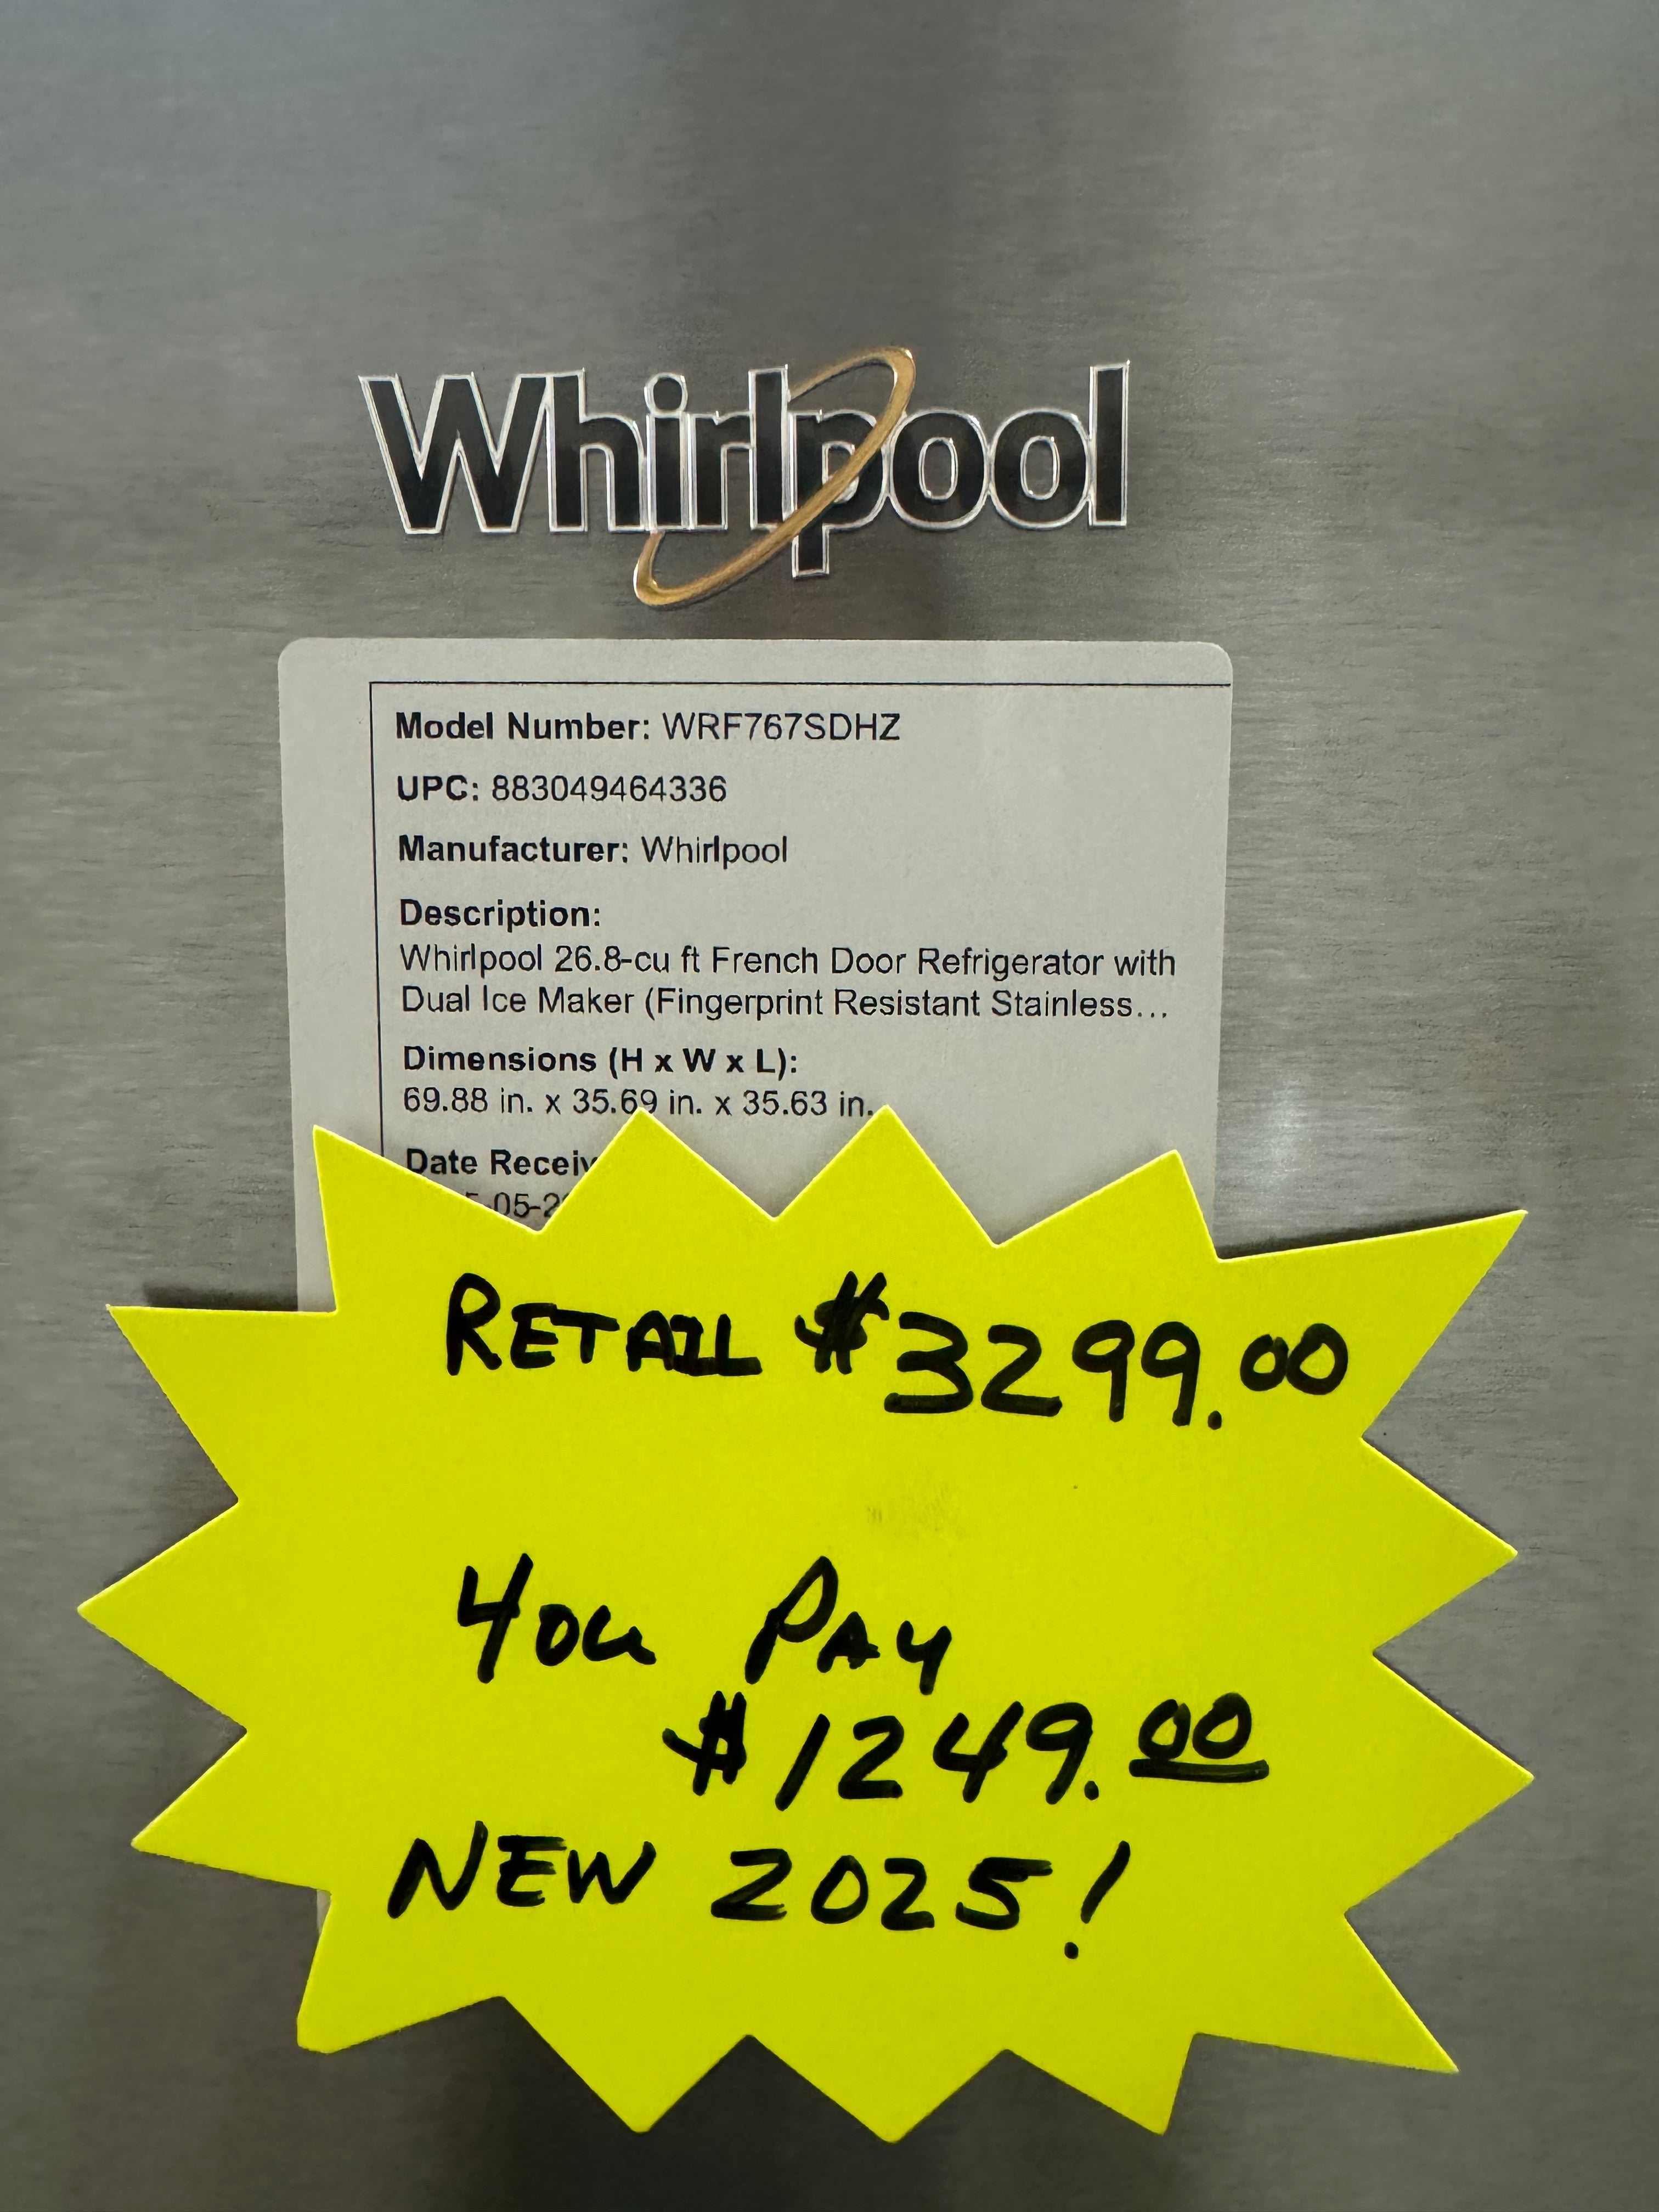 Whirlpool
Model Number: WRF767SDHZ
UPC: 883049464336
Manufacturer: Whirlpool
Description:
Whirlpool 26.8-cu ft French Door Refrigerator with
Dual Ice Maker (Fingerprint Resistant Stainless...
Dimensions (H x W x L):
69.88 in. x 35.69 in. x 35.63 in.
Date
RETAIL $3299.00
You PAY
$1249.00
NEW 2025!